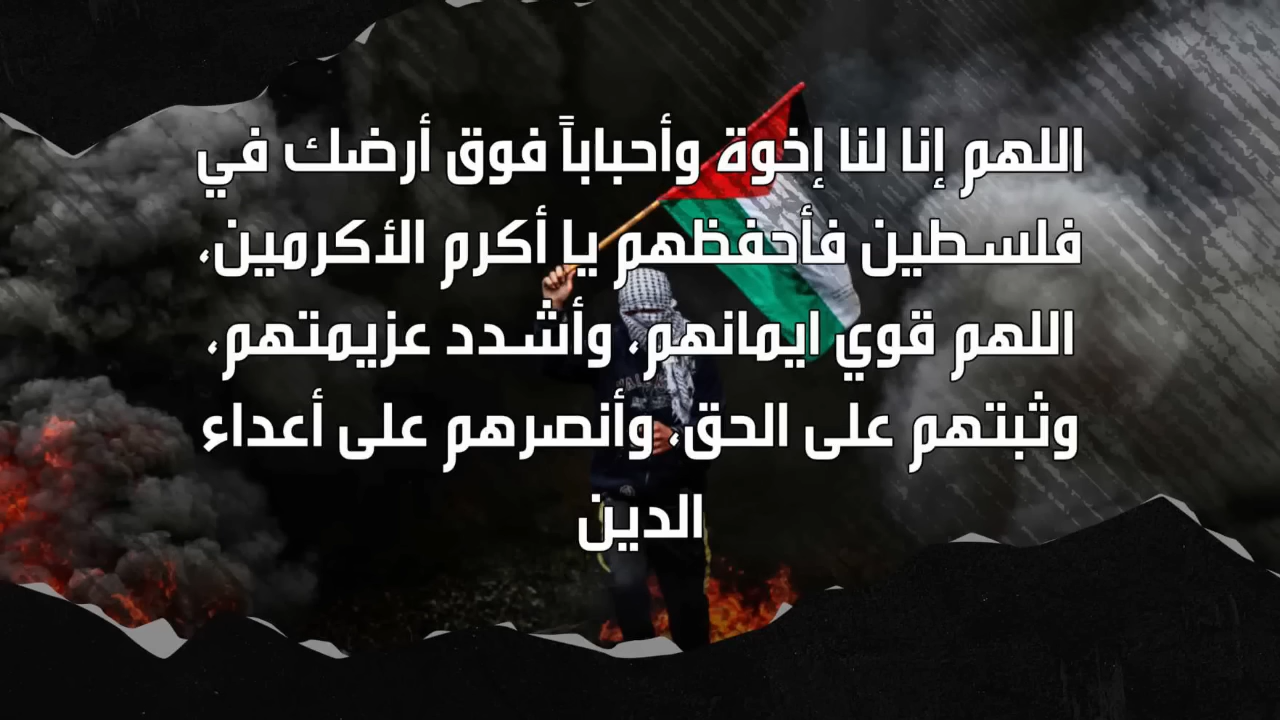 اللهم إنا لنا إخوة وأحباباً فوق أرضك في
فلسطين فأحفظهم يا أكرم الأكرمين،
اللهم قوي ايمانهم، وأشدد عزيمتهم،
وثبتهم على الحق، وأنصرهم على أعداء
الدين